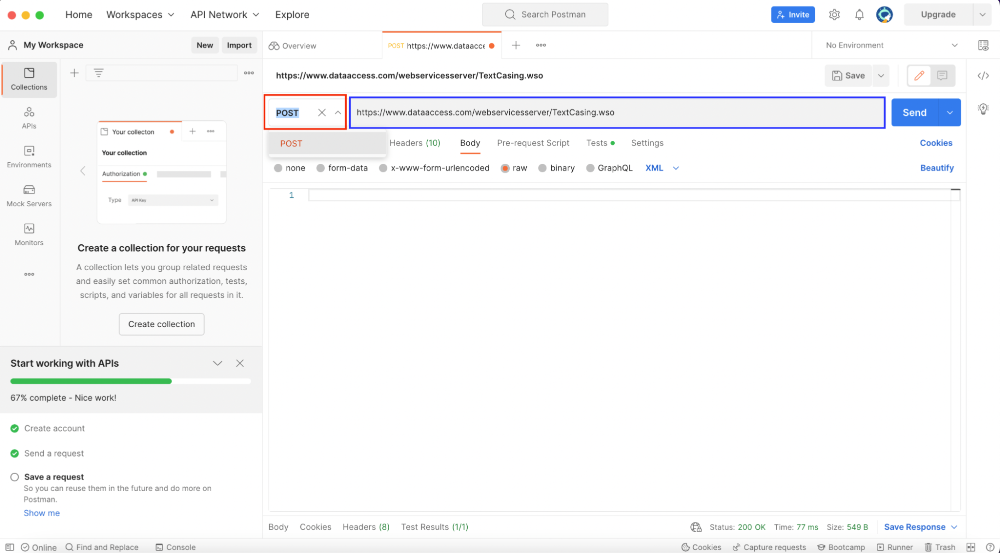 Home Workspaces API Network Explore Search Postman Invite Upgrade
My Workspace New Import Overview POST https://www.dataacce No Environment
Collections
APIs
Environments
Mock Servers
Monitors
Your collecton
Your collection
Authorization
Type API Key
Create a collection for your requests
A collection lets you group related requests
and easily set common authorization, tests,
scripts, and variables for all requests in it.
Create collection
Start working with APIs
67% complete - Nice work!
Create account
Send a request
Save a request
So you can reuse them in the future and do more on
Postman.
Show me
https://www.dataaccess.com/webservicesserver/TextCasing.wso Save
POST https://www.dataaccess.com/webservicesserver/TextCasing.wso Send
POST Headers (10) Body Pre-request Script Tests Settings Cookies
none form-data x-www-form-urlencoded raw binary GraphQL XML Beautify
1
Body Cookies Headers (8) Test Results (1/1) Status: 200 OK Time: 77 ms Size: 549 B Save Response
Online Find and Replace Console Cookies Capture requests Bootcamp Runner Trash